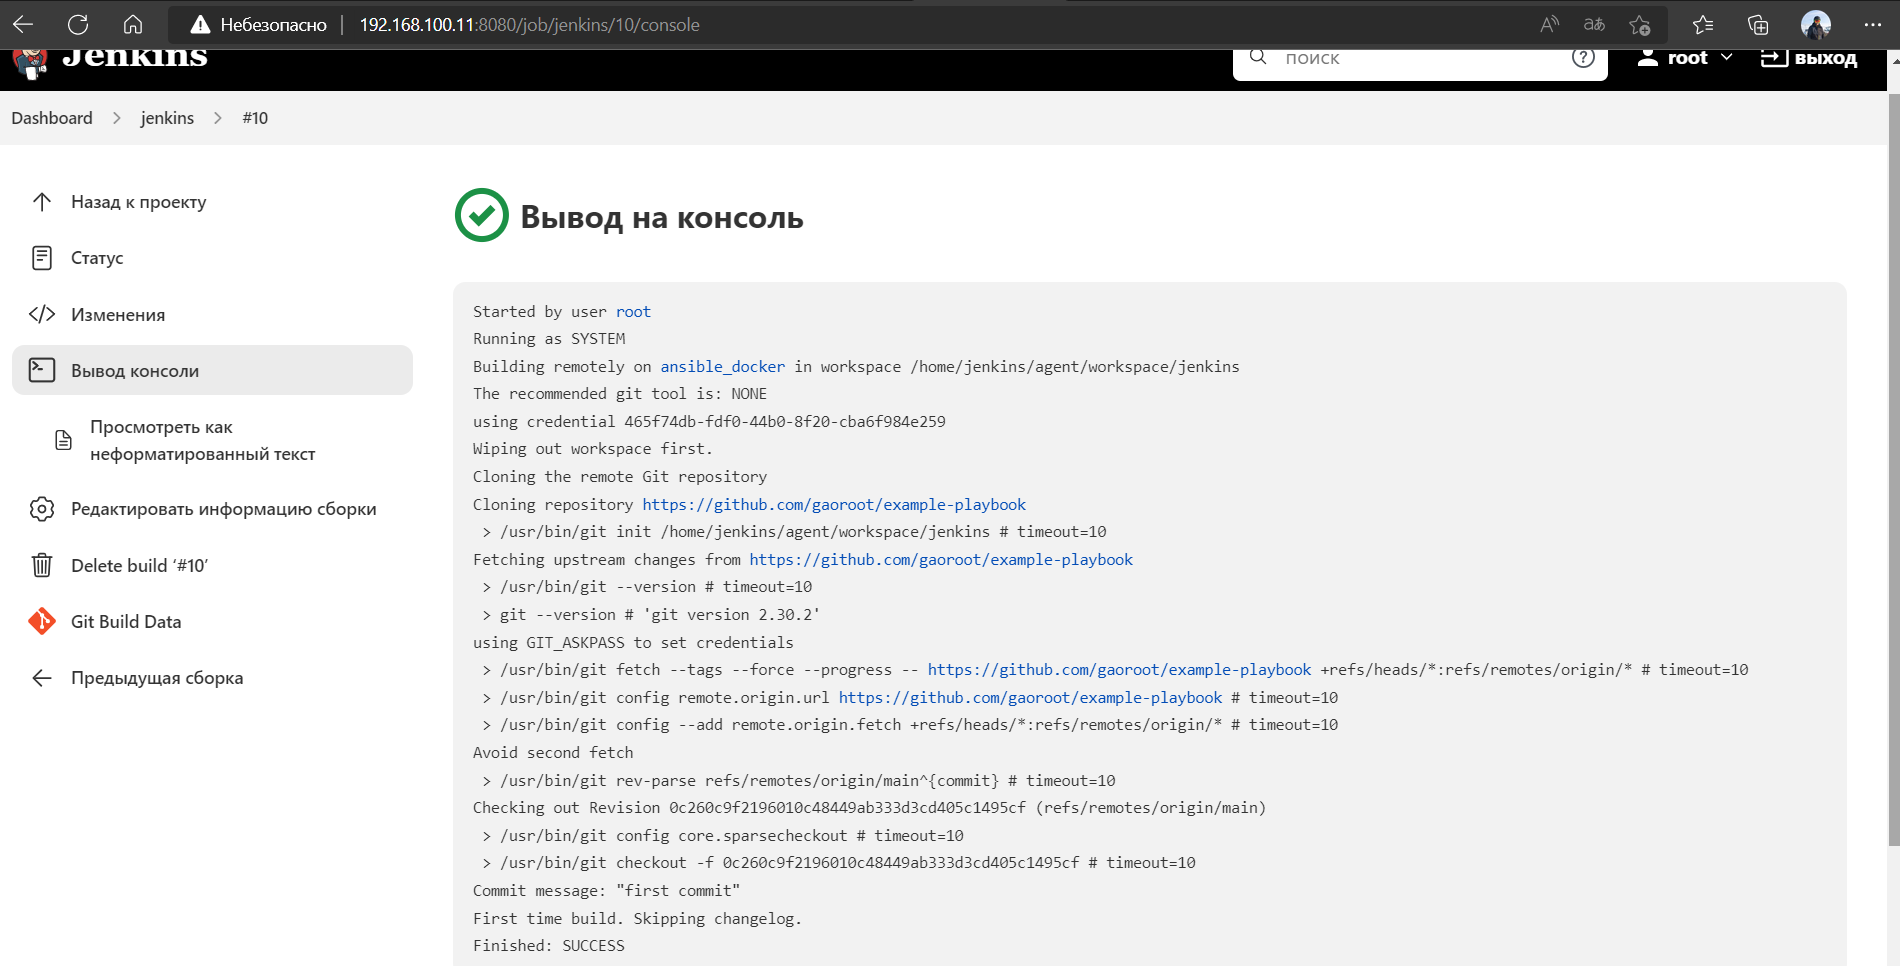 Небезопасно 192.168.100.11:8080/job/jenkins/10/console
Jenkins поиск root выход
Dashboard > jenkins > #10
Назад к проекту
Статус
Изменения
Вывод консоли
Просмотреть как
неформатированный текст
Редактировать информацию сборки
Delete build ‘#10’
Git Build Data
Предыдущая сборка
Вывод на консоль
Started by user root
Running as SYSTEM
Building remotely on ansible_docker in workspace /home/jenkins/agent/workspace/jenkins
The recommended git tool is: NONE
using credential 465f74db-fdf0-44b0-8f20-cba6f984e259
Wiping out workspace first.
Cloning the remote Git repository
Cloning repository https://github.com/gaoroot/example-playbook
 > /usr/bin/git init /home/jenkins/agent/workspace/jenkins # timeout=10
Fetching upstream changes from https://github.com/gaoroot/example-playbook
 > /usr/bin/git --version # timeout=10
 > git --version # 'git version 2.30.2'
using GIT_ASKPASS to set credentials
 > /usr/bin/git fetch --tags --force --progress -- https://github.com/gaoroot/example-playbook +refs/heads/*:refs/remotes/origin/* # timeout=10
 > /usr/bin/git config remote.origin.url https://github.com/gaoroot/example-playbook # timeout=10
 > /usr/bin/git config --add remote.origin.fetch +refs/heads/*:refs/remotes/origin/* # timeout=10
Avoid second fetch
 > /usr/bin/git rev-parse refs/remotes/origin/main^{commit} # timeout=10
Checking out Revision 0c260c9f2196010c48449ab333d3cd405c1495cf (refs/remotes/origin/main)
 > /usr/bin/git config core.sparsecheckout # timeout=10
 > /usr/bin/git checkout -f 0c260c9f2196010c48449ab333d3cd405c1495cf # timeout=10
Commit message: "first commit"
First time build. Skipping changelog.
Finished: SUCCESS